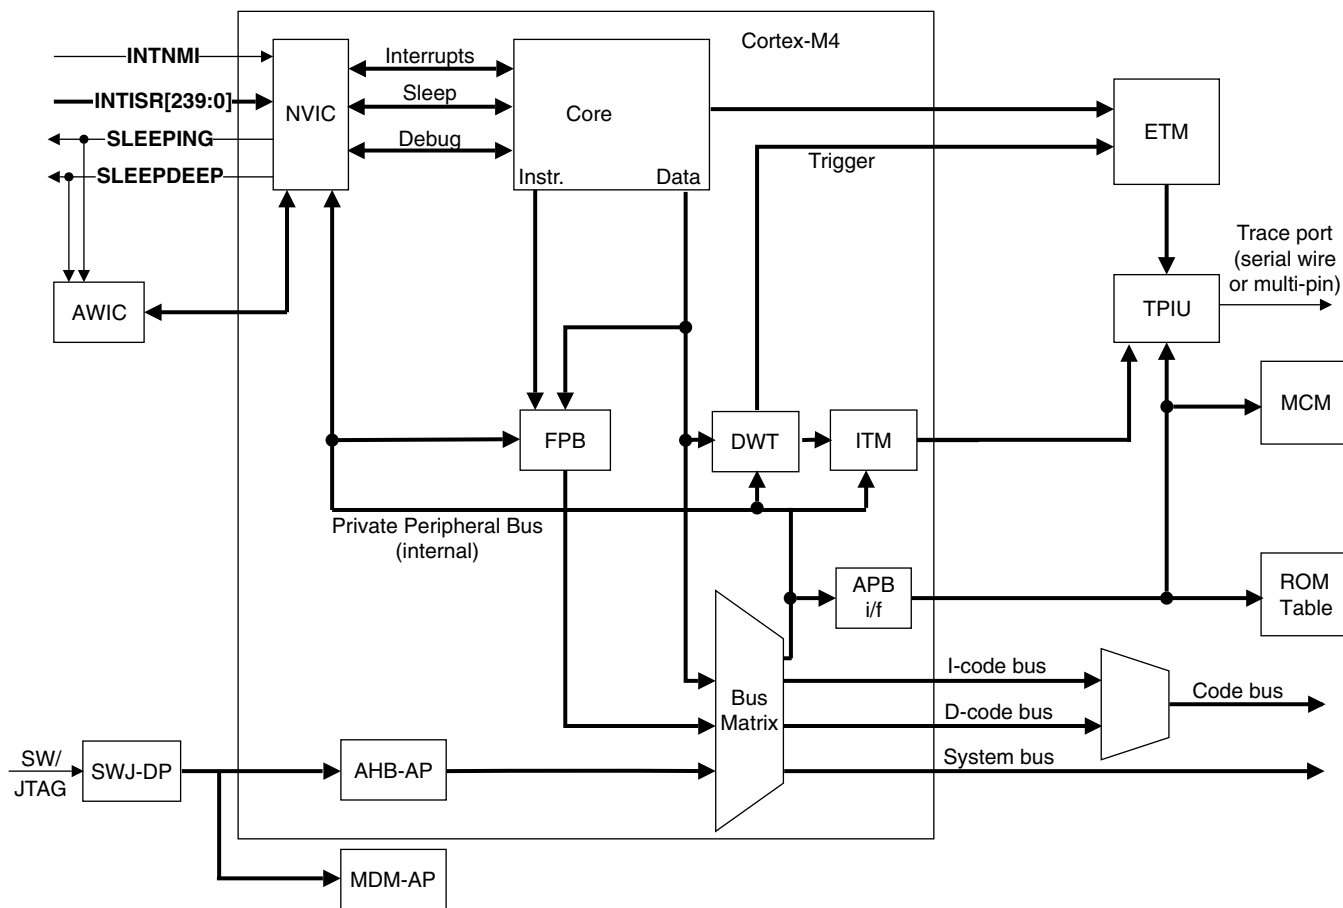 Cortex-M4
INTNMI
INTISR[239:0]
SLEEPING
SLEEPDEEP
NVIC
Interrupts
Sleep
Debug
Core
Instr.
Data
Trigger
ETM
Trace port
(serial wire
or multi-pin)
TPIU
AWIC
MCM
FPB
DWT
ITM
Private Peripheral Bus
(internal)
APB
i/f
ROM
Table
Bus
Matrix
I-code bus
D-code bus
Code bus
System bus
SW/
JTAG
SWJ-DP
AHB-AP
MDM-AP